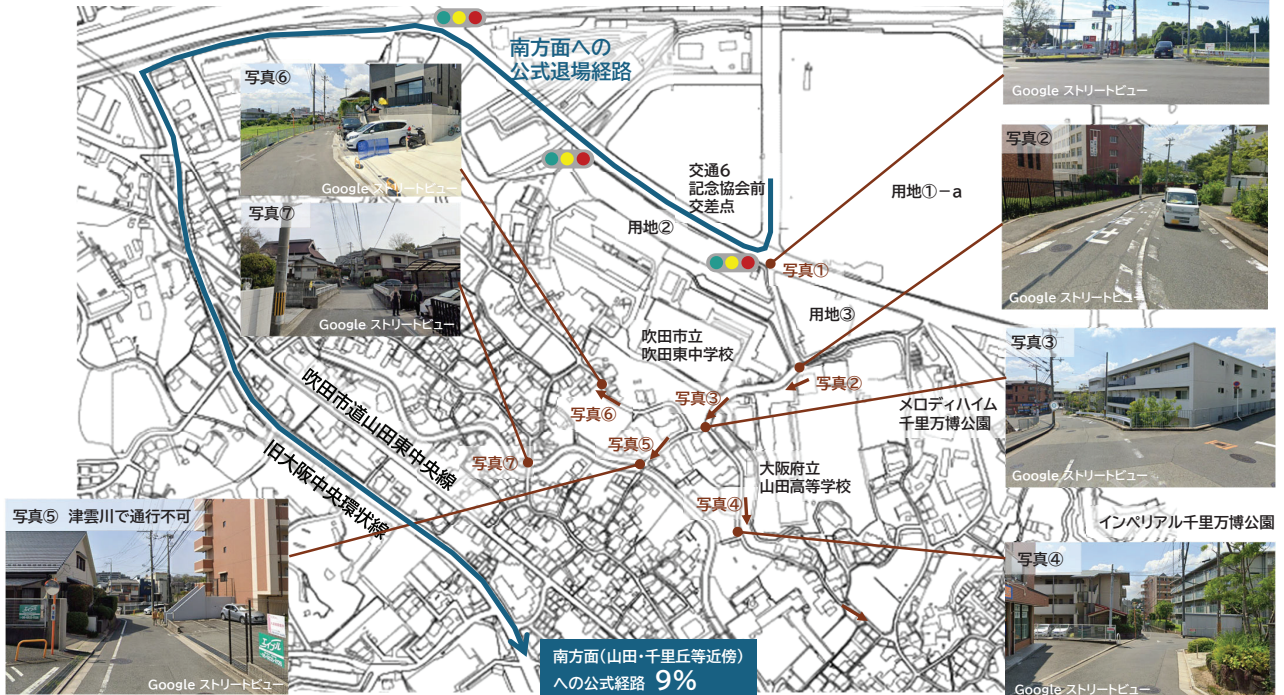 南方面への
公式退場経路
写真⑥
Google ストリートビュー
写真⑦
Google ストリートビュー
交通6
記念協会前
交差点
用地①-a
用地②
写真①
用地③
吹田市立
吹田東中学校
写真②
写真③
写真⑥
写真⑤
写真⑦
メロディハイム
千里万博公園
大阪府立
山田高等学校
写真④
吹田市道山田東中央線
旧大阪中央環状線
インペリアル千里万博公園
Google ストリートビュー
写真②
Google ストリートビュー
写真③
Google ストリートビュー
写真④
Google ストリートビュー
写真⑤ 津雲川で通行不可
エイブル
Google ストリートビュー
南方面(山田・千里丘等近傍)
への公式経路 9%